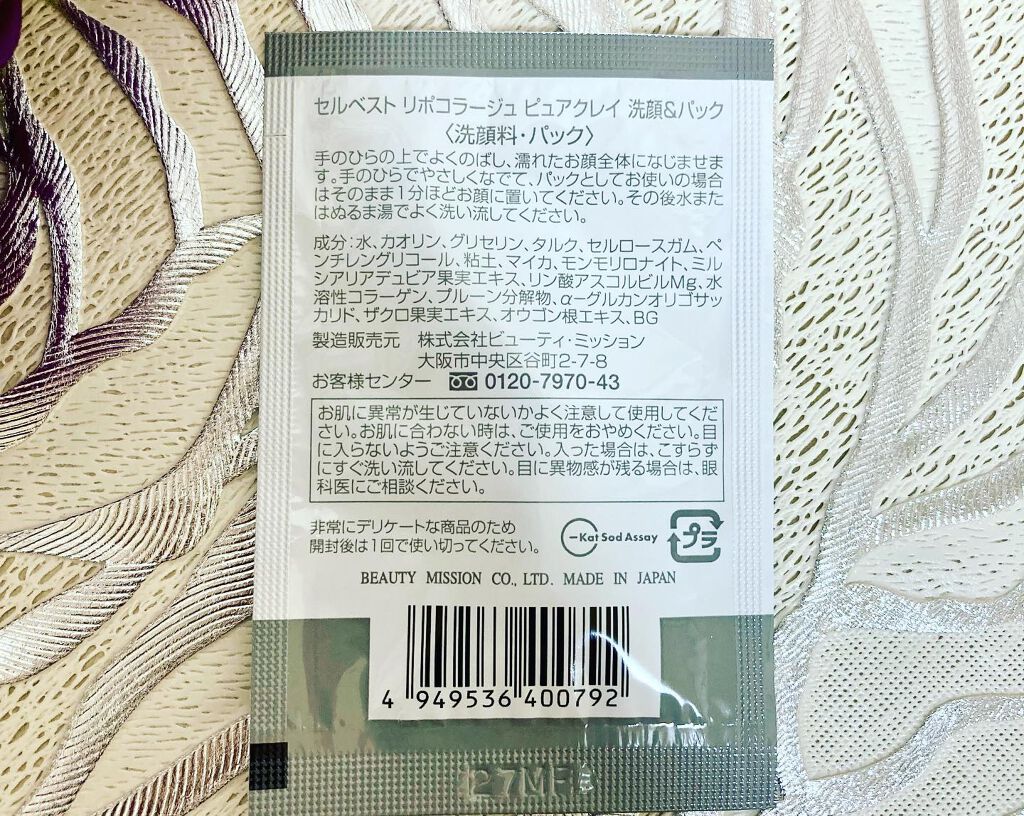 セルベスト リポコラージュ ピュアクレイ 洗顔&パック
〈洗顔料・パック〉
手のひらの上でよくのばし、濡れたお顔全体になじませま
す。手のひらでやさしくなでて、パックとしてお使いの場合
はそのまま1分ほどお顔に置いてください。その後水また
はぬるま湯でよく洗い流してください。
成分：水、カオリン、グリセリン、タルク、セルロースガム、ペ
ンチレングリコール、粘土、マイカ、モンモリロナイト、ミル
シアリアデュビア果実エキス、リン酸アスコルビルMg、水
溶性コラーゲン、プルーン分解物、α-グルカンオリゴサッ
カリド、ザクロ果実エキス、オウゴン根エキス、BG
製造販売元 株式会社ビューティ・ミッション
大阪市中央区谷町2-7-8
お客様センター 0120-7970-43
お肌に異常が生じていないかよく注意して使用してくだ
さい。お肌に合わない時は、ご使用をおやめください。目
に入らないようご注意ください。入った場合は、こすらず
にすぐ洗い流してください。目に異物感が残る場合は、眼
科医にご相談ください。
非常にデリケートな商品のため
開封後は1回で使い切ってください。
Kat Sod Assay
プラ
BEAUTY MISSION CO., LTD. MADE IN JAPAN
4 949536 400792